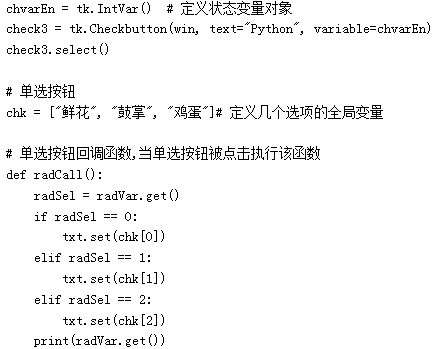 chvarEn = tk.IntVar()  # 定义状态变量对象
check3 = tk.Checkbutton(win, text="Python", variable=chvarEn)
check3.select()

# 单选按钮
chk = ["鲜花", "鼓掌", "鸡蛋"]# 定义几个选项的全局变量

# 单选按钮回调函数,当单选按钮被点击执行该函数
def radCall():
    radSel = radVar.get()
    if radSel == 0:
        txt.set(chk[0])
    elif radSel == 1:
        txt.set(chk[1])
    elif radSel == 2:
        txt.set(chk[2])
    print(radVar.get())